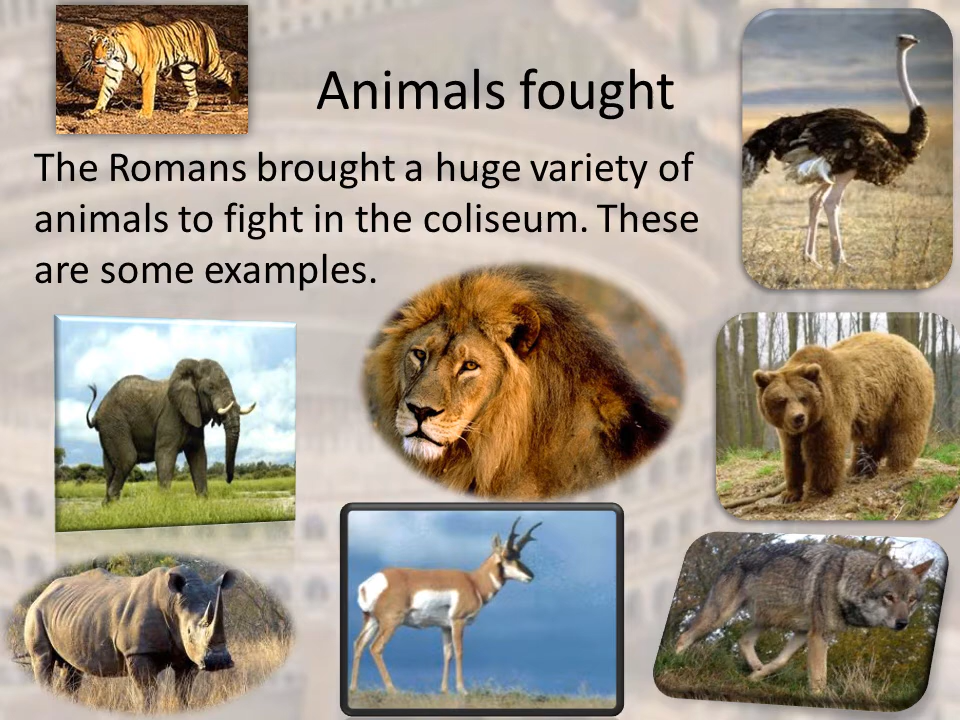 Animals fought
The Romans brought a huge variety of
animals to fight in the coliseum. These
are some examples.